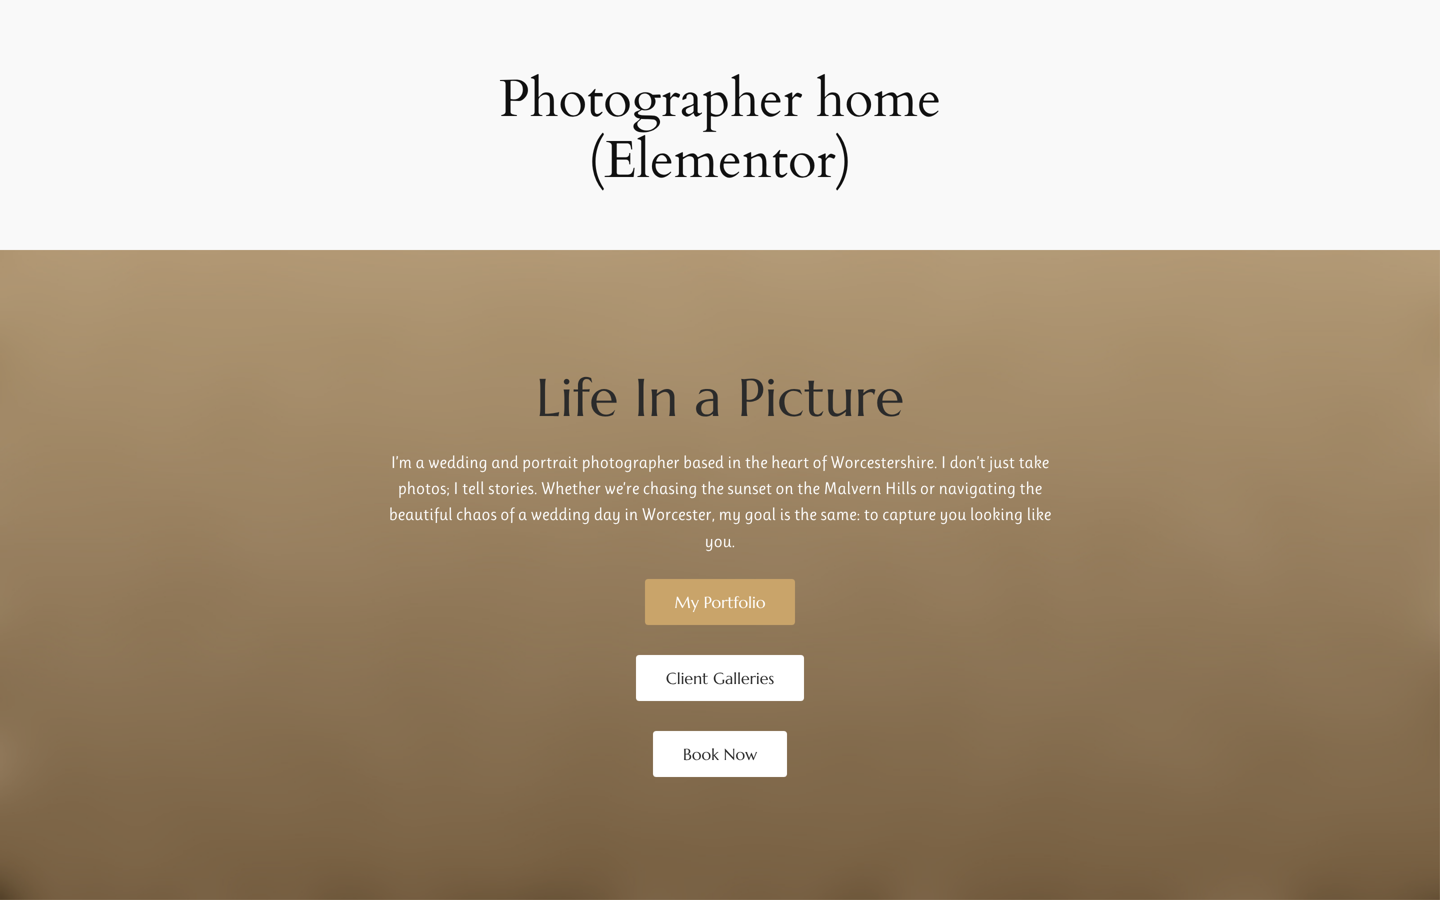 Photographer home
(Elementor)
Life In a Picture
I'm a wedding and portrait photographer based in the heart of Worcestershire. I don't just take
photos; I tell stories. Whether we're chasing the sunset on the Malvern Hills or navigating the
beautiful chaos of a wedding day in Worcester, my goal is the same: to capture you looking like
you.
My Portfolio
Client Galleries
Book Now